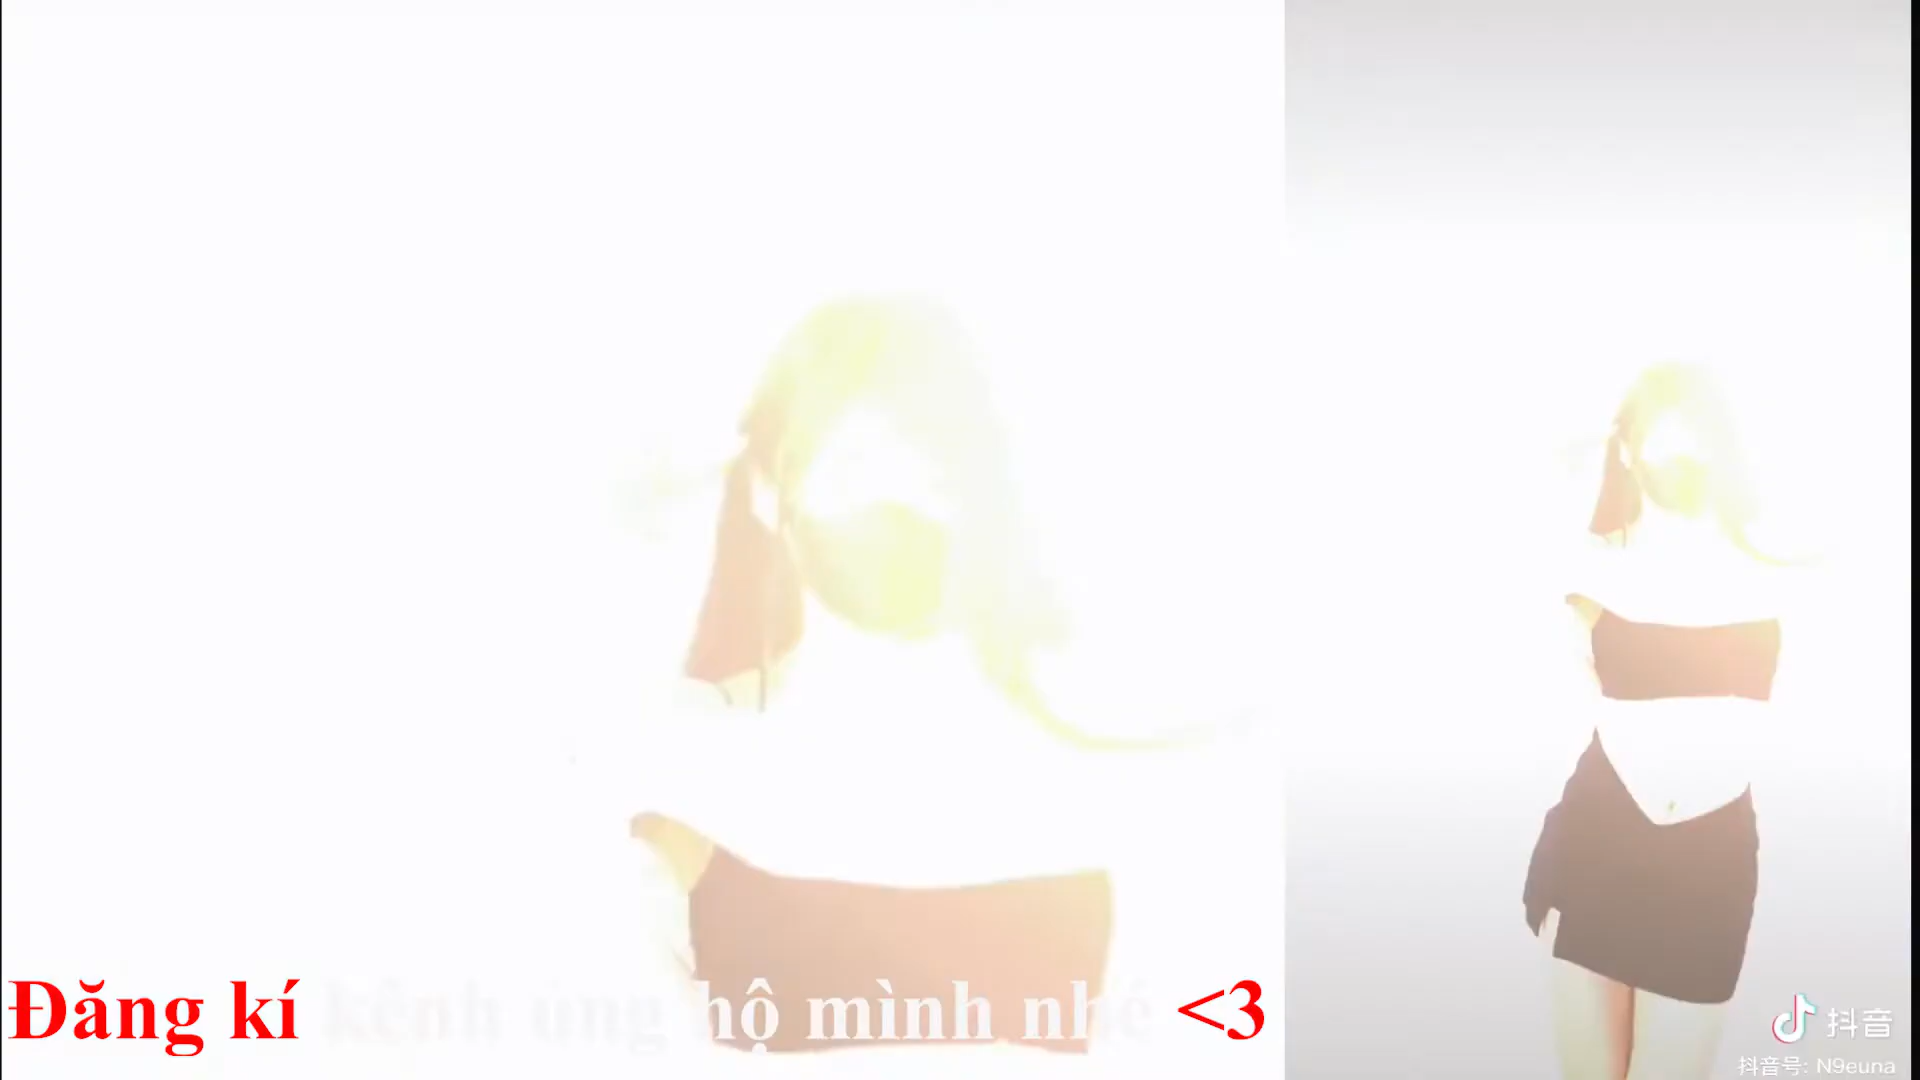 Đăng kí kênh ủng hộ mình nhé <3
抖音
抖音号: N9euna